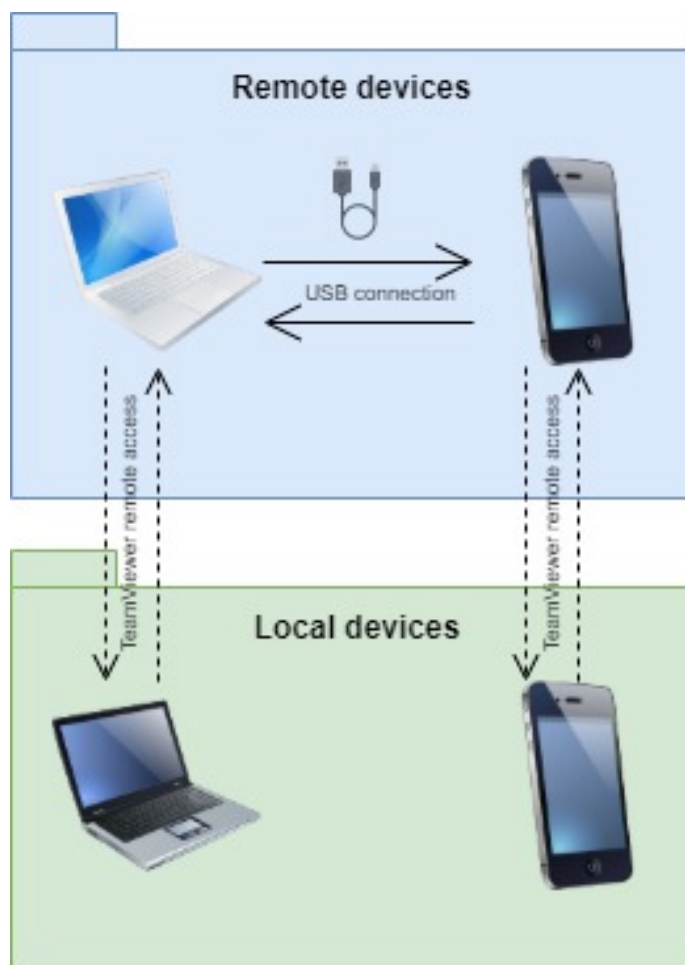 Remote devices
USB connection
TeamViewer remote access
TeamViewer remote access
Local devices